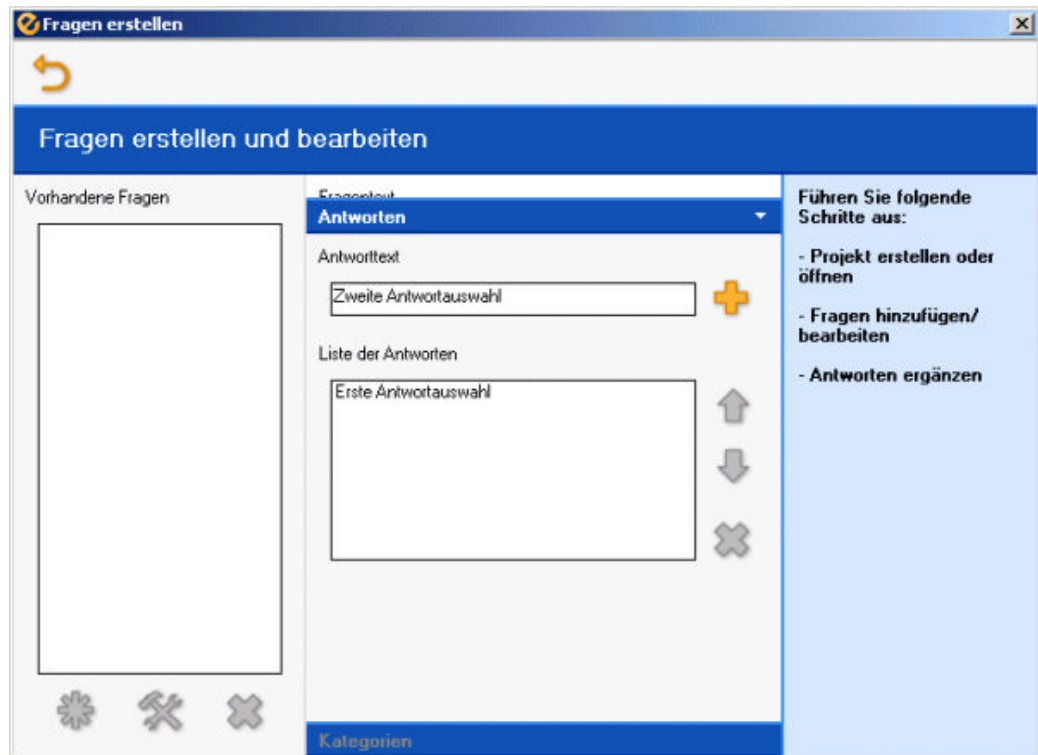 Fragen erstellen
Fragen erstellen und bearbeiten
Vorhandene Fragen
Fragentext
Antworten
Antworttext
Zweite Antwortauswahl
Liste der Antworten
Erste Antwortauswahl
Kategorien
Führen Sie folgende
Schritte aus:
- Projekt erstellen oder
öffnen
- Fragen hinzufügen/
bearbeiten
- Antworten ergänzen